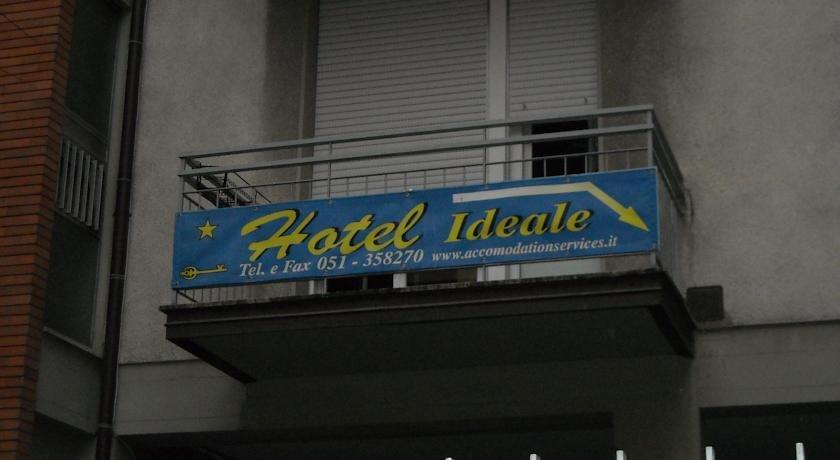 Hotel Ideale
Tel. e Fax 051 - 358270 www.accomodationservices.it